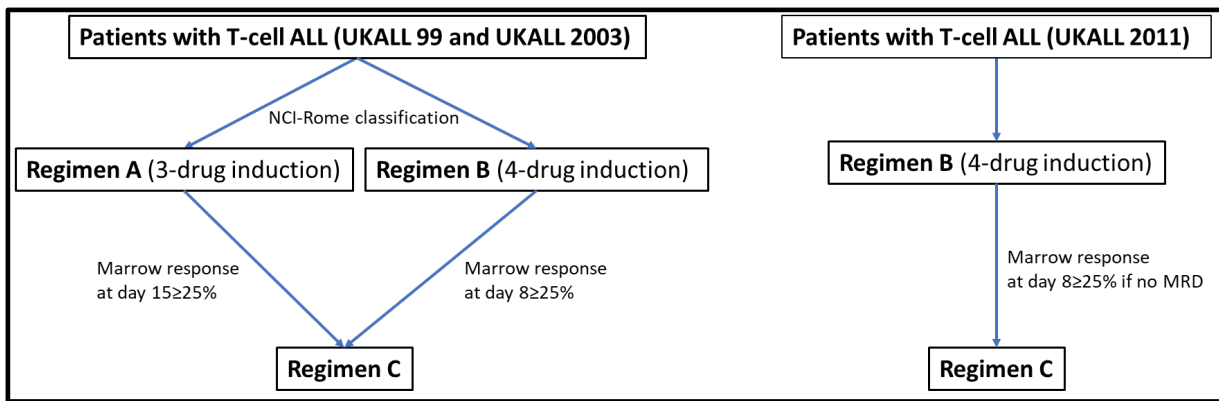 Patients with T-cell ALL (UKALL 99 and UKALL 2003)
NCI-Rome classification
Regimen A (3-drug induction)
Regimen B (4-drug induction)
Marrow response
at day 15≥25%
Marrow response
at day 8≥25%
Regimen C
Patients with T-cell ALL (UKALL 2011)
Regimen B (4-drug induction)
Marrow response
at day 8≥25% if no MRD
Regimen C